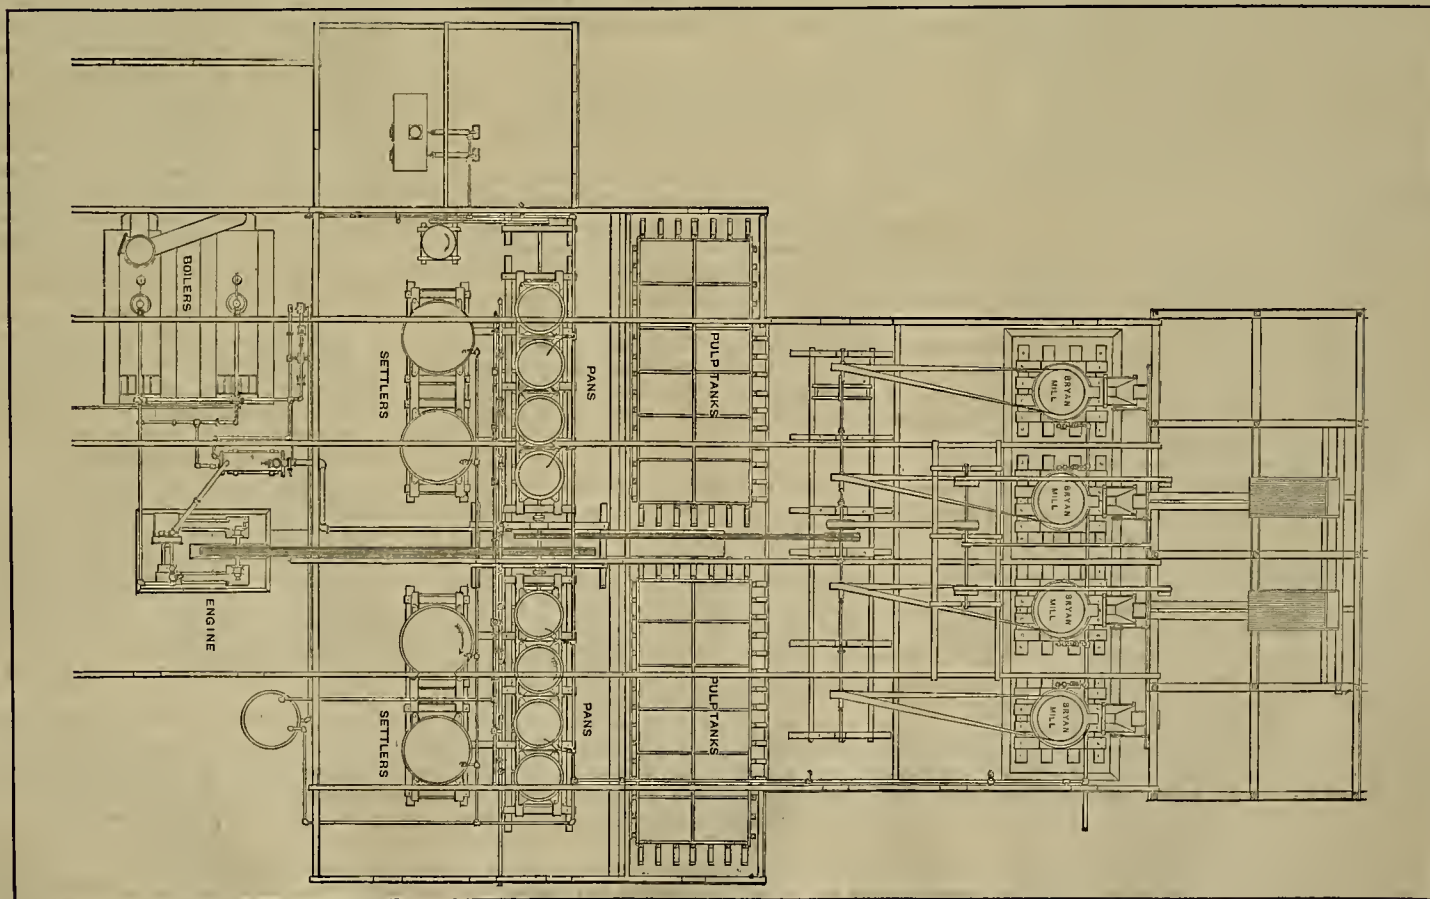 BOILERS
ENGINE
SETTLERS
SETTLERS
PANS
PANS
PULP TANKS
PULP TANKS
BRYAN
MILL
BRYAN
MILL
BRYAN
MILL
BRYAN
MILL